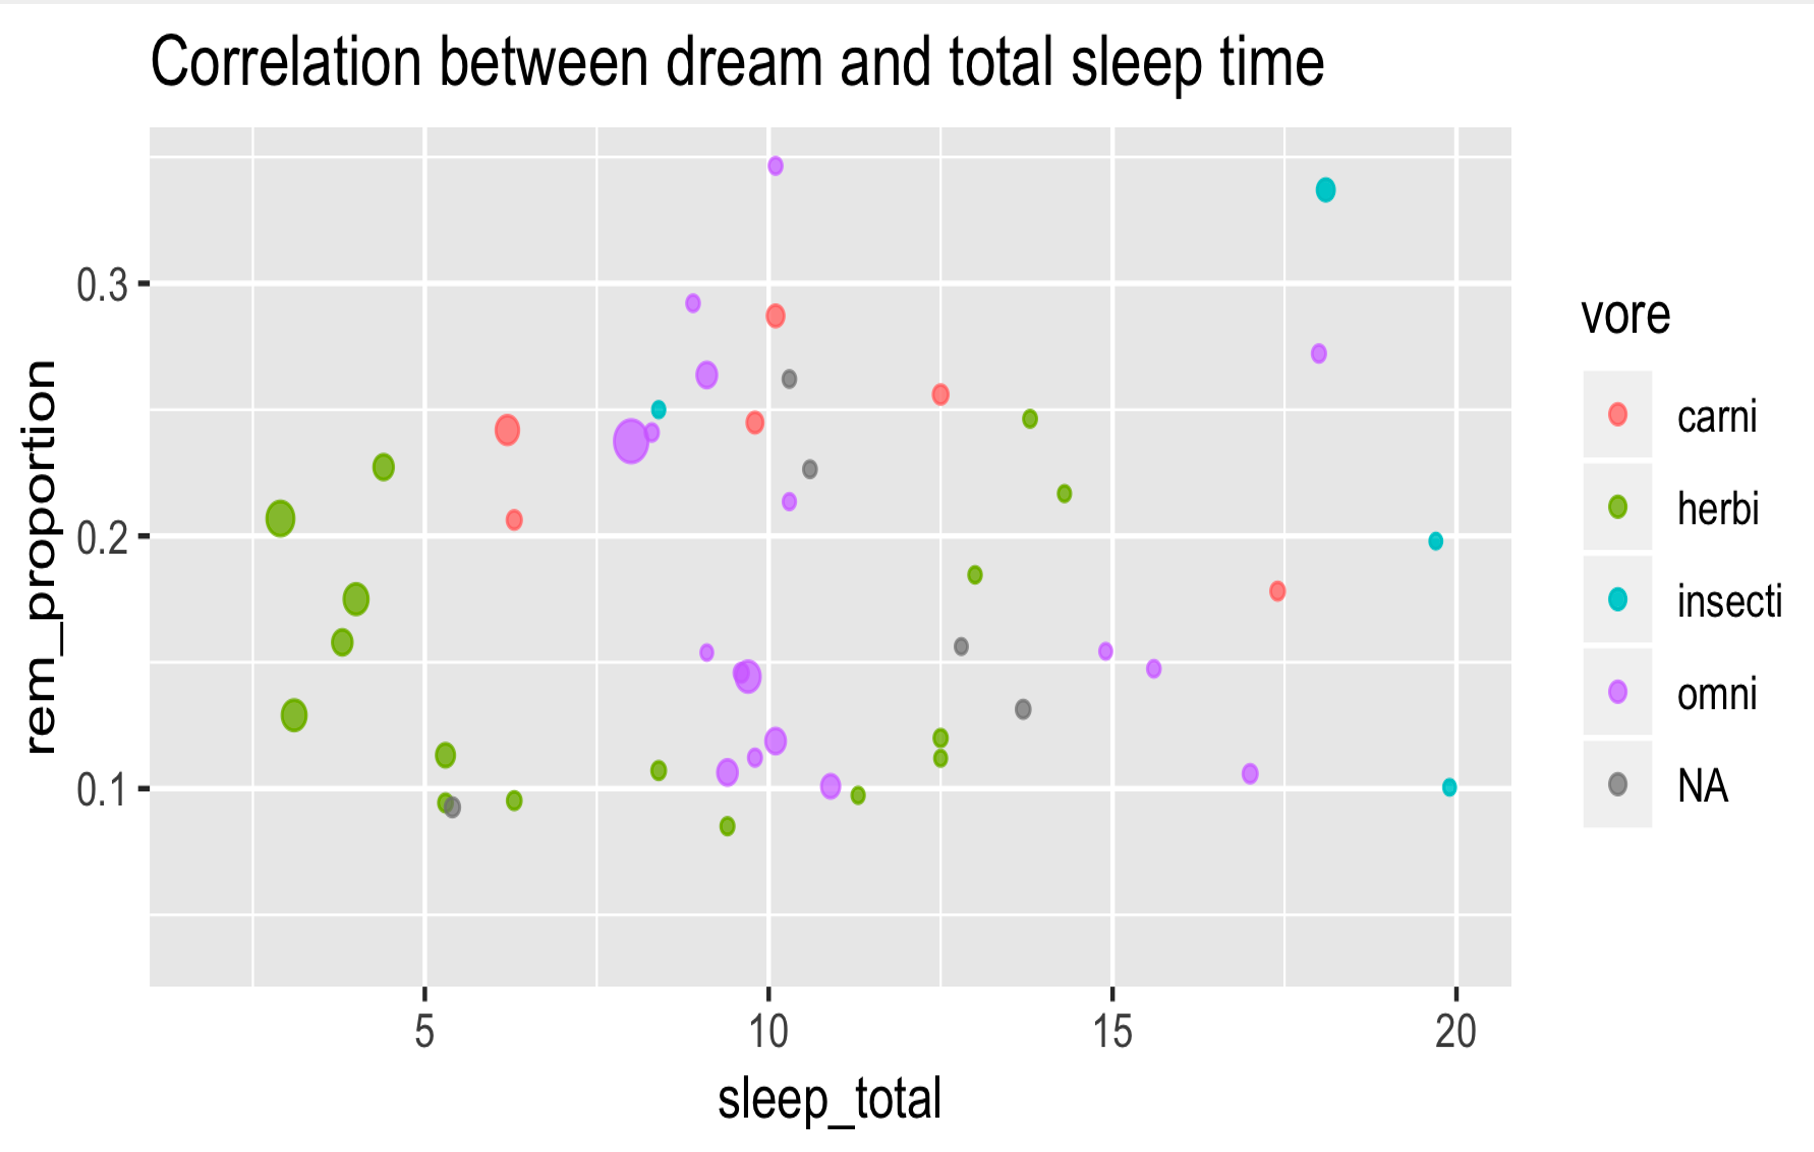 Correlation between dream and total sleep time
0.3
0.2
0.1
rem_proportion
5
10
15
20
sleep_total
vore
carni
herbi
insecti
omni
NA